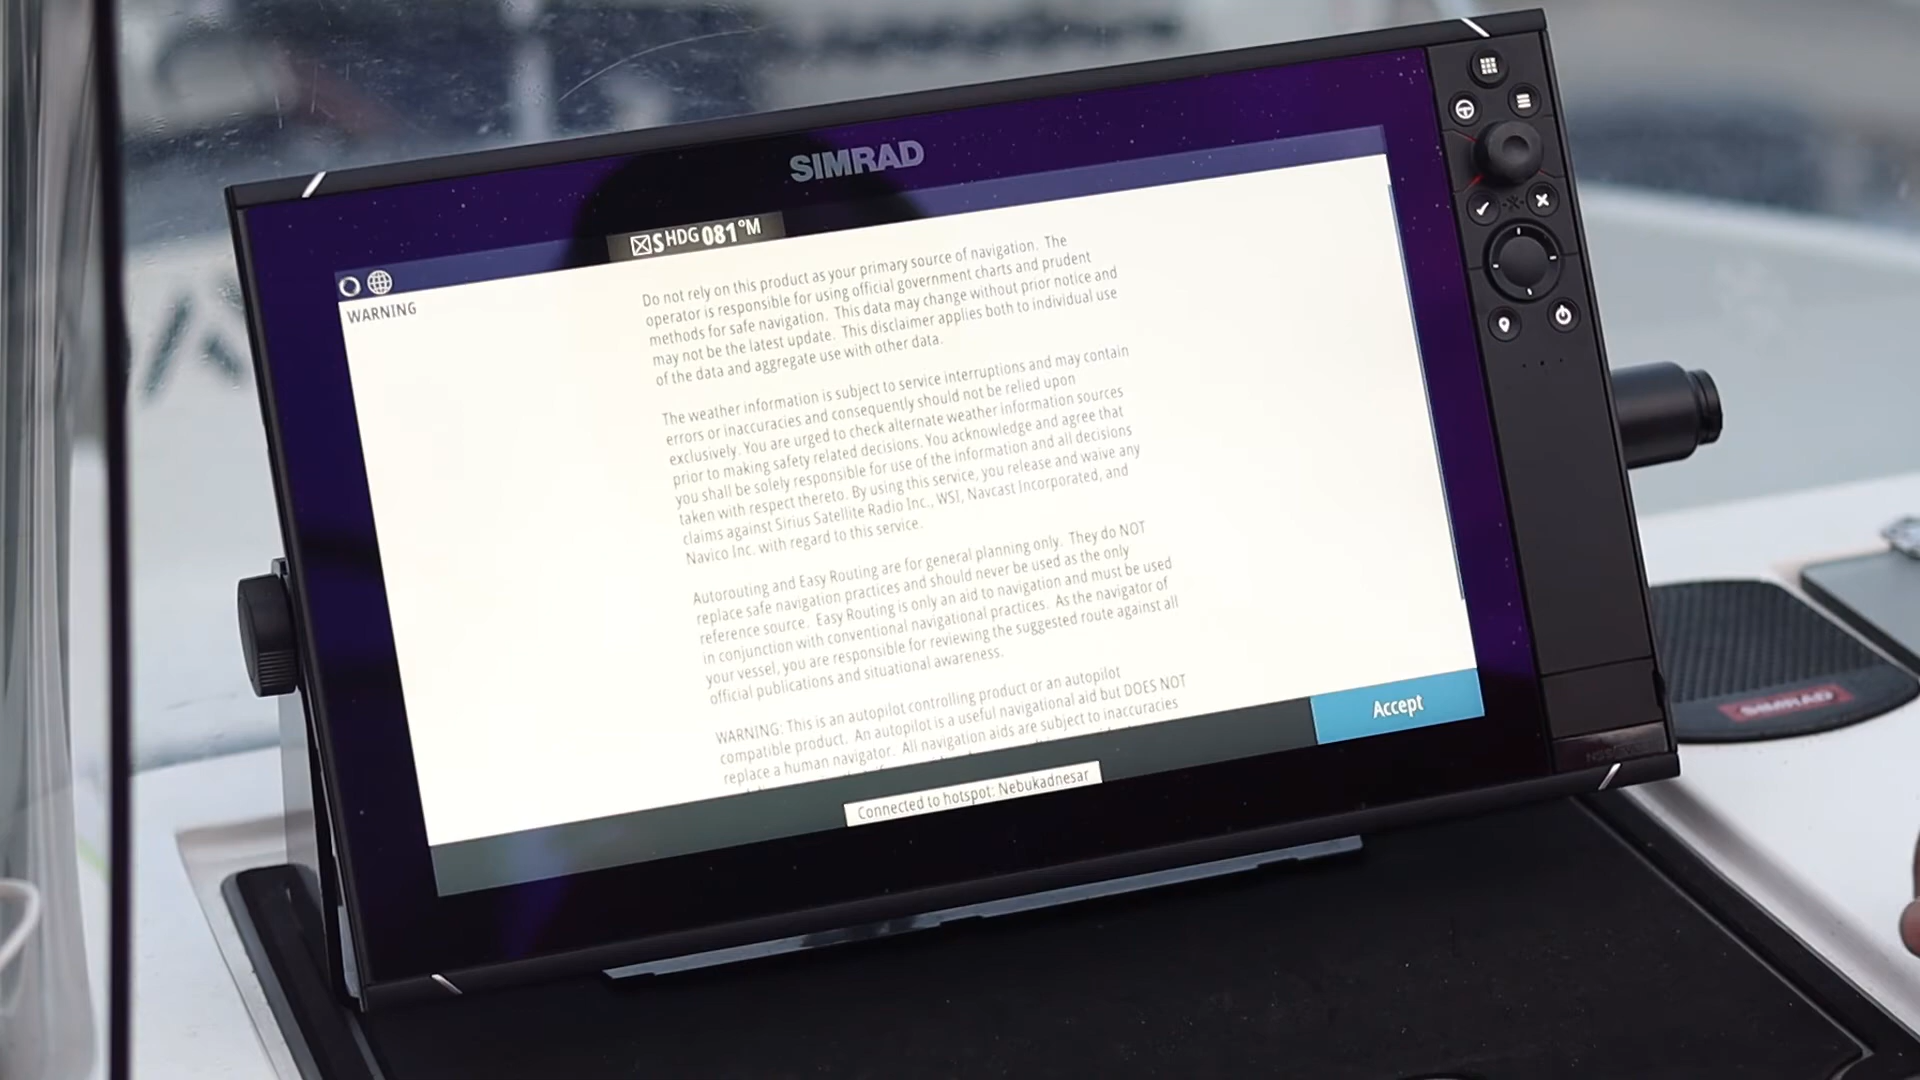 SIMRAD
S HDG 081°M
WARNING
Do not rely on this product as your primary source of navigation. The
operator is responsible for using official government charts and prudent
methods for safe navigation. This data may change without prior notice and
may not be the latest update. This disclaimer applies both to individual use
of the data and aggregate use with other data.
The weather information is subject to service interruptions and may contain
errors or inaccuracies and consequently should not be relied upon
exclusively. You are urged to check alternate weather information sources
prior to making safety related decisions. You acknowledge and agree that
you shall be solely responsible for use of the information and all decisions
taken with respect thereto. By using this service, you release and waive any
claims against Sirius Satellite Radio Inc., WSI, Navcast Incorporated, and
Navico Inc. with regard to this service.
Autorouting and Easy Routing are for general planning only. They do NOT
replace safe navigation practices and should never be used as the only
reference source. Easy Routing is only an aid to navigation and must be used
in conjunction with conventional navigational practices. As the navigator of
your vessel, you are responsible for reviewing the suggested route against all
official publications and situational awareness.
WARNING: This is an autopilot controlling product or an autopilot
compatible product. An autopilot is a useful navigational aid but DOES NOT
replace a human navigator. All navigation aids are subject to inaccuracies
Accept
Connected to hotspot: Nebukadnesar
SIMRAD